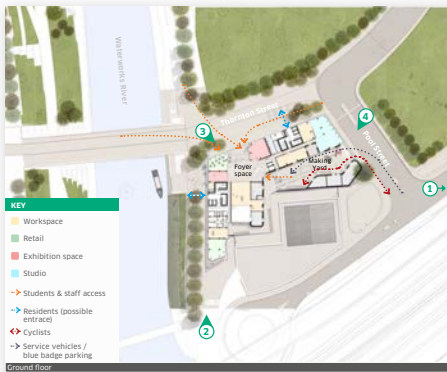 Waterworks River
Thornton Street
3
4
Pool Street
Foyer
space
Making
Yard
1
2
KEY
Workspace
Retail
Exhibition space
Studio
Students & staff access
Residents (possible
entrace)
Cyclists
Service vehicles /
blue badge parking
Ground floor